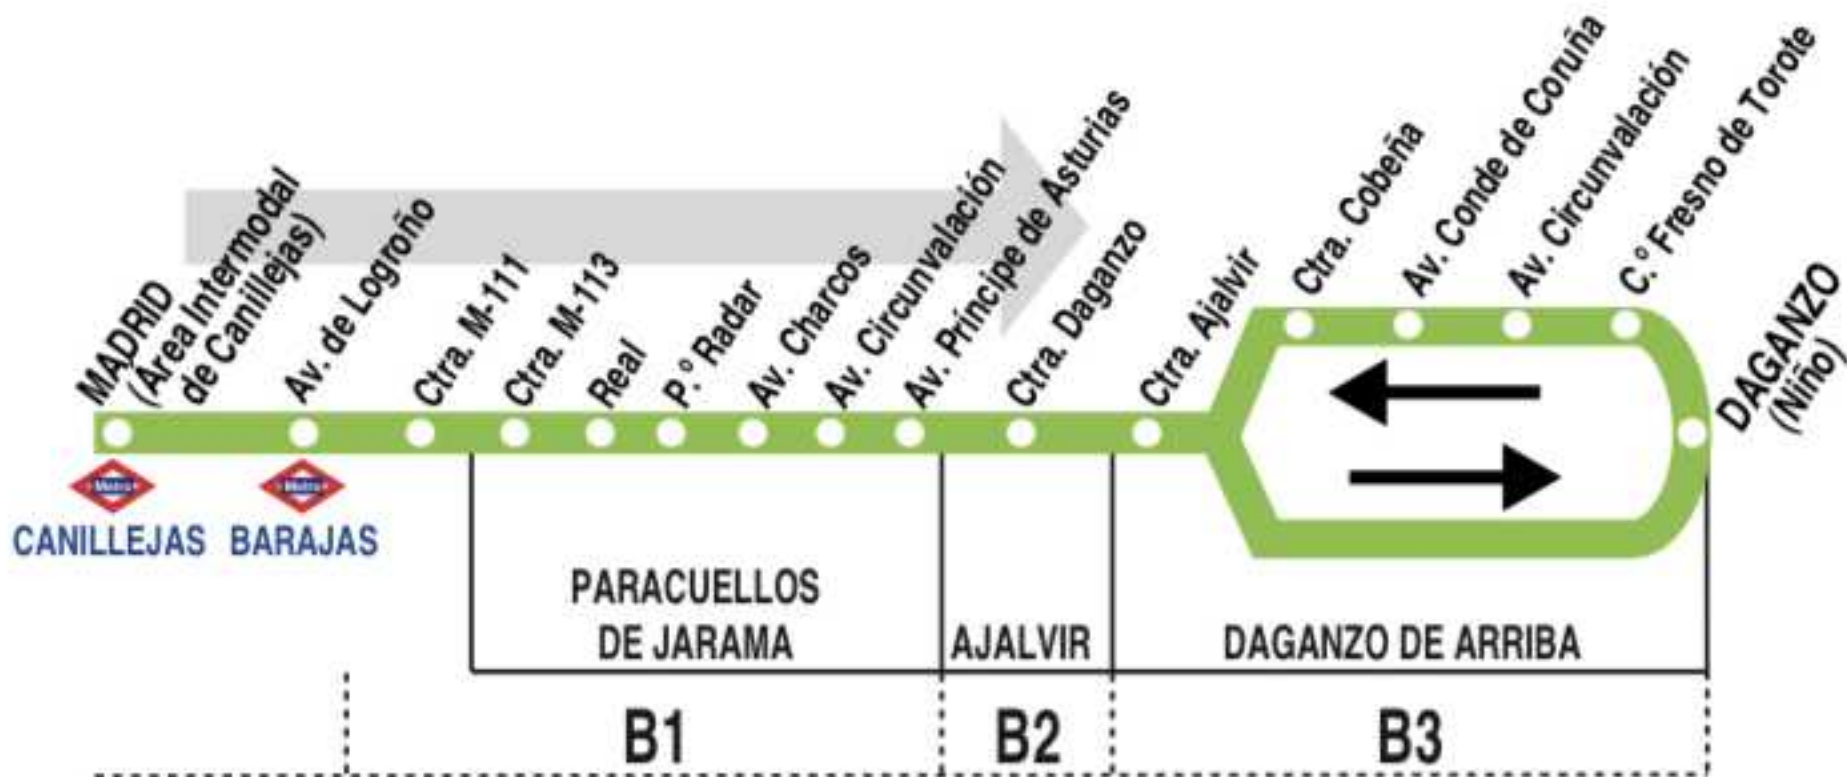 MADRID
(Área Intermodal
de Canillejas)
Av. de Logroño
Ctra. M-111
Ctra. M-113
Real
P.º Radar
Av. Charcos
Av. Circunvalación
Av. Príncipe de Asturias
Ctra. Daganzo
Ctra. Ajalvir
Ctra. Cobeña
Av. Conde de Coruña
Av. Circunvalación
C.º Fresno de Torote
DAGANZO
(Niño)
Metro
Metro
CANILLEJAS
BARAJAS
PARACUELLOS
DE JARAMA
AJALVIR
DAGANZO DE ARRIBA
B1
B2
B3